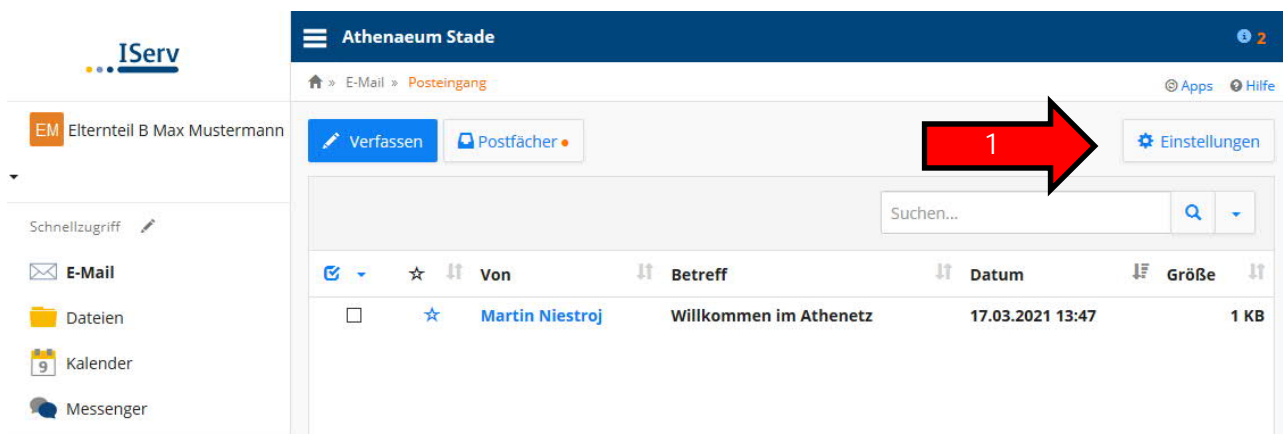 IServ
Athenaeum Stade
2
» E-Mail » Posteingang
Apps Hilfe
EM Elternteil B Max Mustermann
Verfassen Postfächer
1
Einstellungen
Suchen...
Schnellzugriff
E-Mail
Von Betreff Datum Größe
Martin Niestroj Willkommen im Athenetz 17.03.2021 13:47 1 KB
Dateien
9 Kalender
Messenger